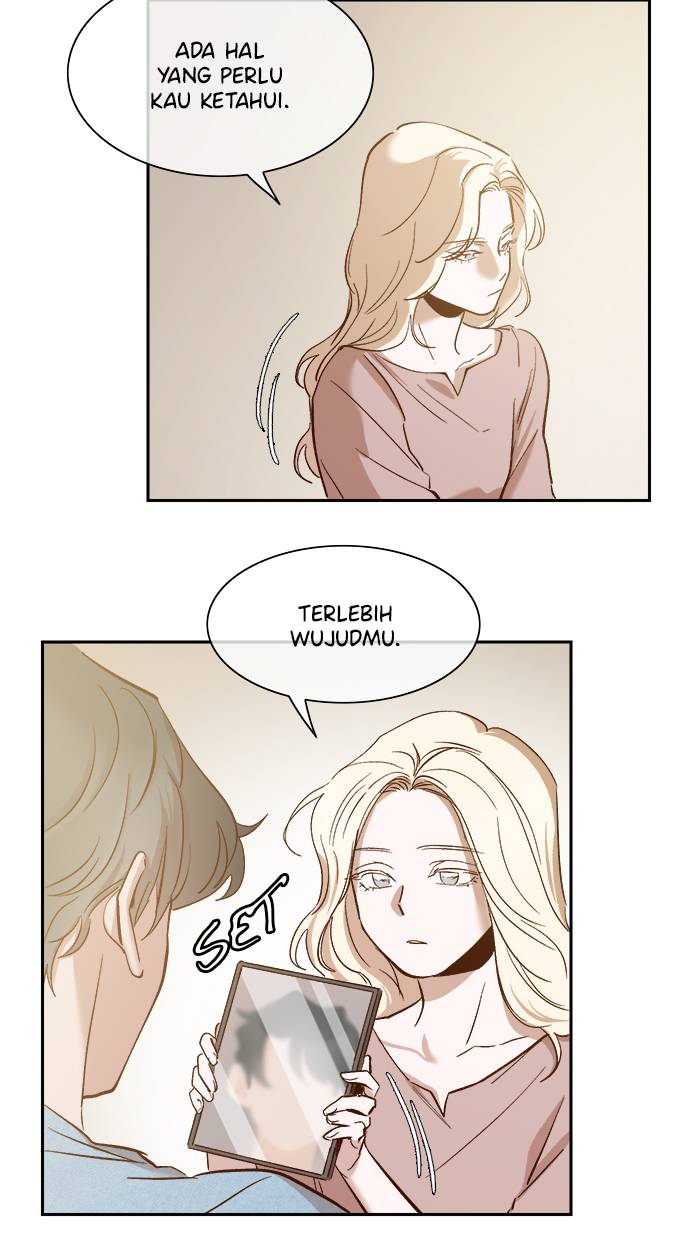 ADA HAL
YANG PERLU
KAU KETAHUI.
TERLEBIH
WUJUDMU.
SET